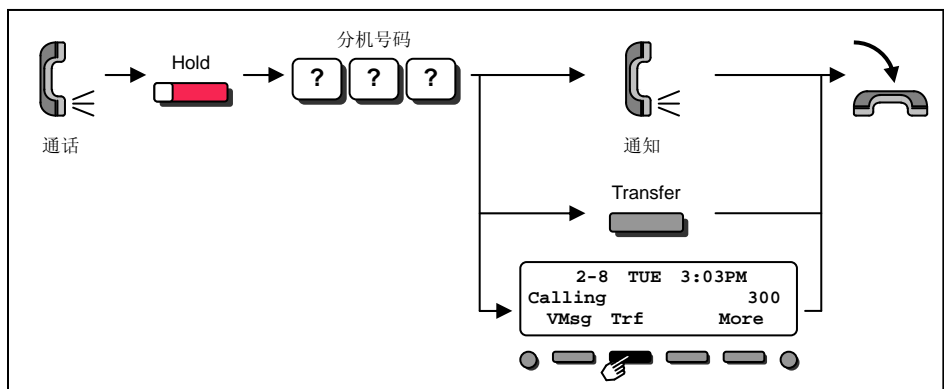 分机号码
Hold
? ? ?
通话
通知
Transfer
2-8 TUE 3:03PM
Calling 300
VMsg Trf More